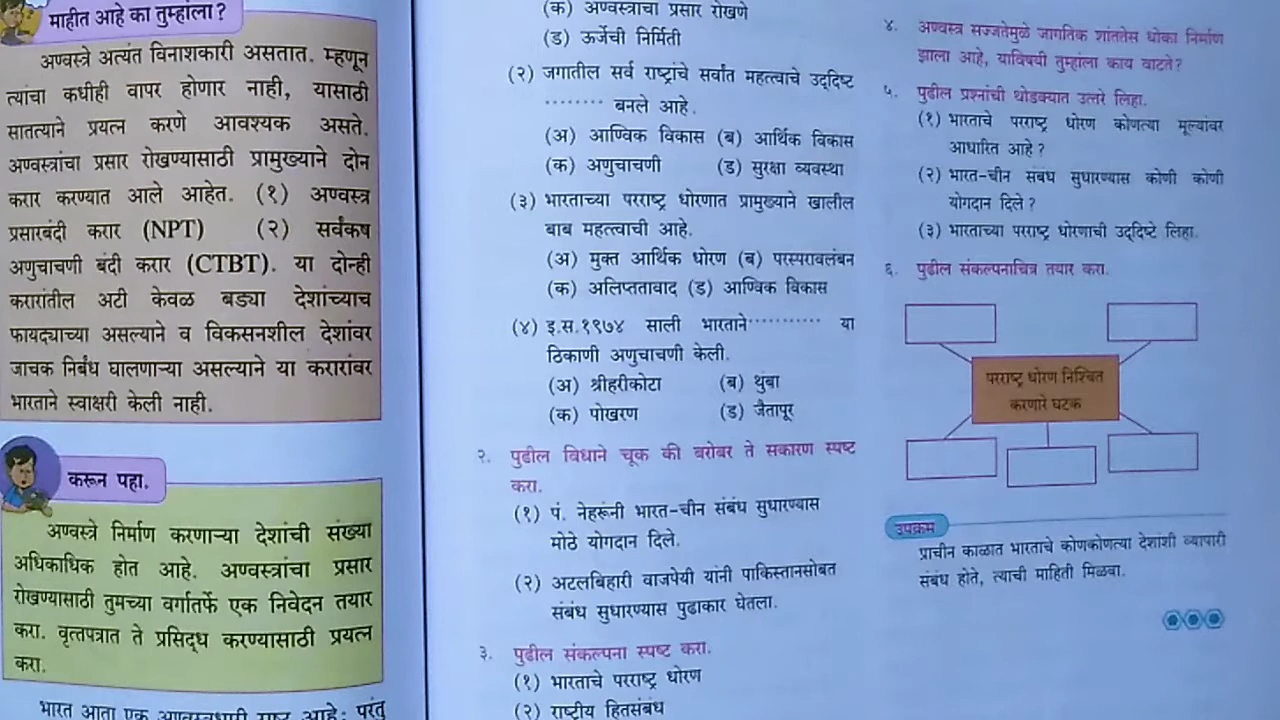 माहीत आहे का तुम्हांला?
अण्वस्त्रे अत्यंत विनाशकारी असतात. म्हणून
त्यांचा कधीही वापर होणार नाही, यासाठी
सातत्याने प्रयत्न करणे आवश्यक असते.
अण्वस्त्रांचा प्रसार रोखण्यासाठी प्रामुख्याने दोन
करार करण्यात आले आहेत. (१) अण्वस्त्र
प्रसारबंदी करार (NPT) (२) सर्वंकष
अणुचाचणी बंदी करार (CTBT). या दोन्ही
करारांतील अटी केवळ बड्या देशांच्याच
फायद्याच्या असल्याने व विकसनशील देशांवर
जाचक निर्बंध घालणाऱ्या असल्याने या करारांवर
भारताने स्वाक्षरी केली नाही.
करून पहा.
अण्वस्त्रे निर्माण करणाऱ्या देशांची संख्या
अधिकाधिक होत आहे. अण्वस्त्रांचा प्रसार
रोखण्यासाठी तुमच्या वर्गातर्फे एक निवेदन तयार
करा. वृत्तपत्रात ते प्रसिद्ध करण्यासाठी प्रयत्न
करा.
भारत आता एक अण्वस्त्रधारी राष्ट्र आहे; परंतु
(क) अण्वस्त्राचा प्रसार रोखणे
(ड) ऊर्जेची निर्मिती
(२) जगातील सर्व राष्ट्रांचे सर्वांत महत्त्वाचे उद्दिष्ट
........ बनले आहे.
(अ) आण्विक विकास (ब) आर्थिक विकास
(क) अणुचाचणी (ड) सुरक्षा व्यवस्था
(३) भारताच्या परराष्ट्र धोरणात प्रामुख्याने खालील
बाब महत्वाची आहे.
(अ) मुक्त आर्थिक धोरण (ब) परस्परावलंबन
(क) अलिप्ततावाद (ड) आण्विक विकास
(४) इ.स.१९७४ साली भारताने.......... या
ठिकाणी अणुचाचणी केली.
(अ) श्रीहरीकोटा (ब) थुंबा
(क) पोखरण (ड) जैतापूर
२. पुढील विधाने चूक की बरोबर ते सकारण स्पष्ट
करा.
(१) पं. नेहरूंनी भारत-चीन संबंध सुधारण्यास
मोठे योगदान दिले.
(२) अटलबिहारी वाजपेयी यांनी पाकिस्तानसोबत
संबंध सुधारण्यास पुढाकार घेतला.
३. पुढील संकल्पना स्पष्ट करा.
(१) भारताचे परराष्ट्र धोरण
(२) राष्ट्रीय हितसंबंध
४. अण्वस्त्र सज्जतेमुळे जागतिक शांततेस धोका निर्माण
झाला आहे, याविषयी तुम्हांला काय वाटते?
५. पुढील प्रश्नांची थोडक्यात उत्तरे लिहा.
(१) भारताचे परराष्ट्र धोरण कोणत्या मूल्यांवर
आधारित आहे ?
(२) भारत-चीन संबंध सुधारण्यास कोणी कोणी
योगदान दिले ?
(३) भारताच्या परराष्ट्र धोरणाची उद्दिष्टे लिहा.
६. पुढील संकल्पनाचित्र तयार करा.
परराष्ट्र धोरण निश्चित
करणारे घटक
उपक्रम
प्राचीन काळात भारताचे कोणकोणत्या देशांशी व्यापारी
संबंध होते, त्याची माहिती मिळवा.